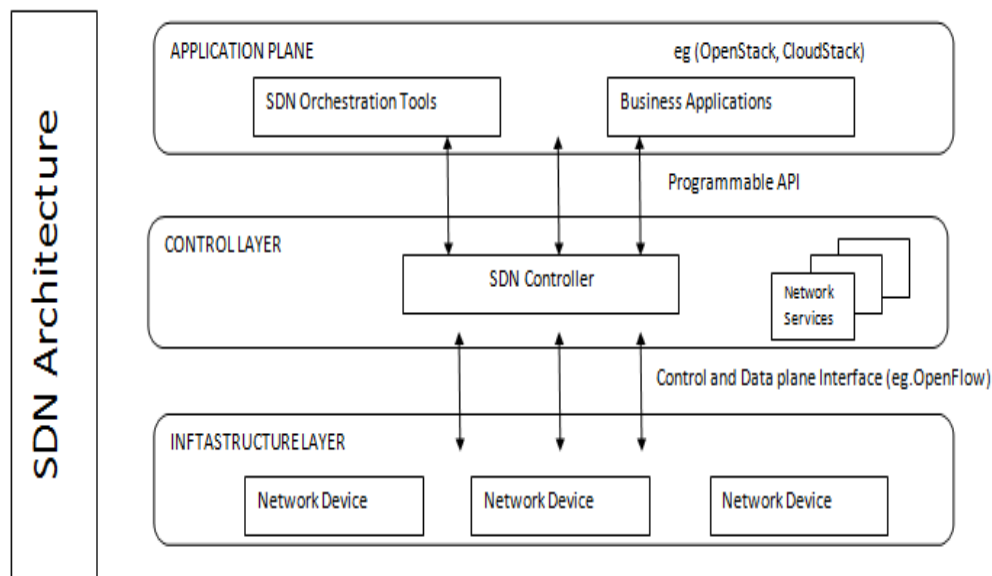 SDN Architecture
APPLICATION PLANE
eg (OpenStack, CloudStack)
SDN Orchestration Tools
Business Applications
Programmable API
CONTROL LAYER
SDN Controller
Network
Services
Control and Data plane Interface (eg.OpenFlow)
INFTASTRUCTURE LAYER
Network Device
Network Device
Network Device